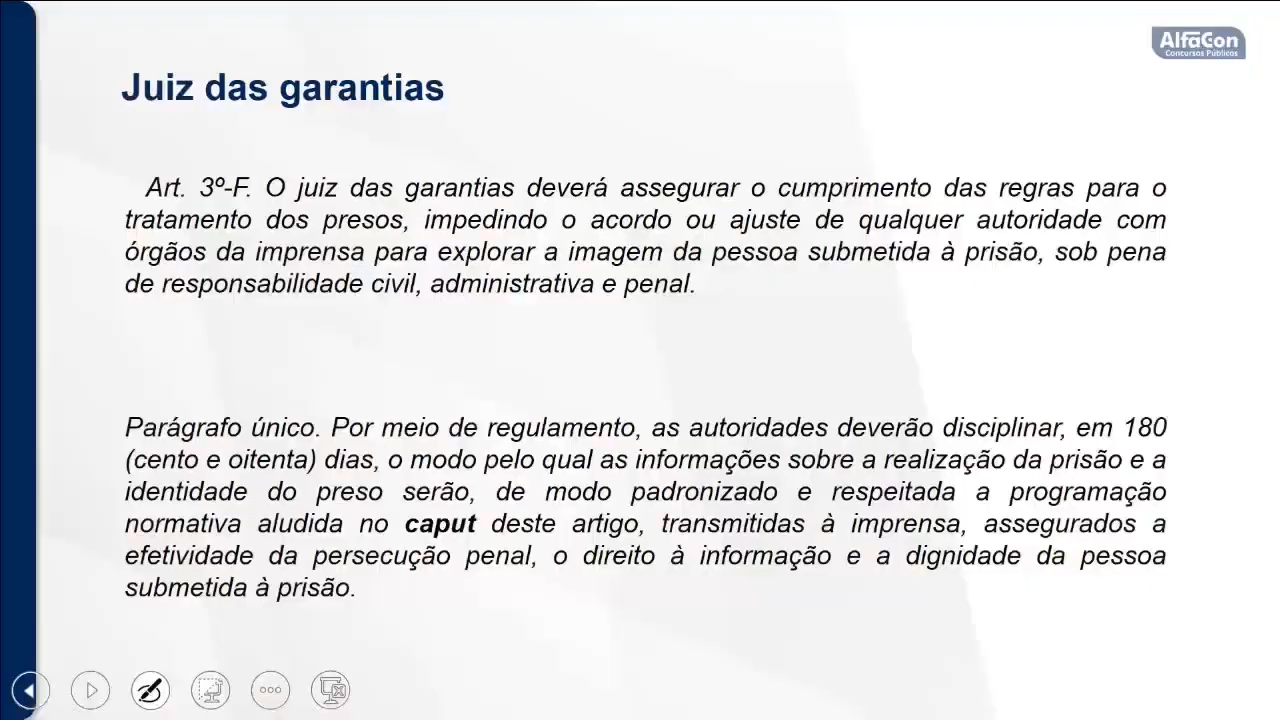 AlfaCon
Concursos Públicos
Juiz das garantias
Art. 3º-F. O juiz das garantias deverá assegurar o cumprimento das regras para o
tratamento dos presos, impedindo o acordo ou ajuste de qualquer autoridade com
órgãos da imprensa para explorar a imagem da pessoa submetida à prisão, sob pena
de responsabilidade civil, administrativa e penal.
Parágrafo único. Por meio de regulamento, as autoridades deverão disciplinar, em 180
(cento e oitenta) dias, o modo pelo qual as informações sobre a realização da prisão e a
identidade do preso serão, de modo padronizado e respeitada a programação
normativa aludida no caput deste artigo, transmitidas à imprensa, assegurados a
efetividade da persecução penal, o direito à informação e a dignidade da pessoa
submetida à prisão.